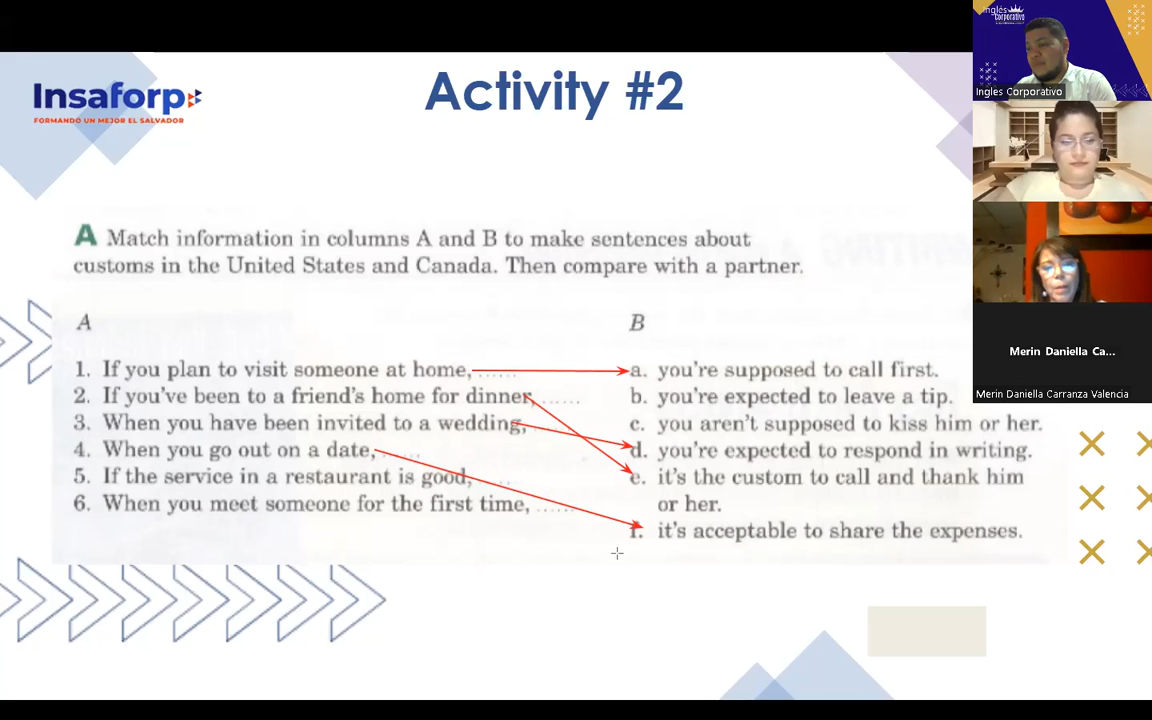 Insaforp
FORMANDO UN MEJOR EL SALVADOR
Activity #2
A Match information in columns A and B to make sentences about
customs in the United States and Canada. Then compare with a partner.
A
1. If you plan to visit someone at home, ......
2. If you've been to a friend's home for dinner, ......
3. When you have been invited to a wedding, ......
4. When you go out on a date, ......
5. If the service in a restaurant is good, ......
6. When you meet someone for the first time, ......
B
a. you're supposed to call first.
b. you're expected to leave a tip.
c. you aren't supposed to kiss him or her.
d. you're expected to respond in writing.
e. it's the custom to call and thank him
or her.
f. it's acceptable to share the expenses.
Inglés
Corporativo
Ingles Corporativo
Merin Daniella Ca...
Merin Daniella Carranza Valencia